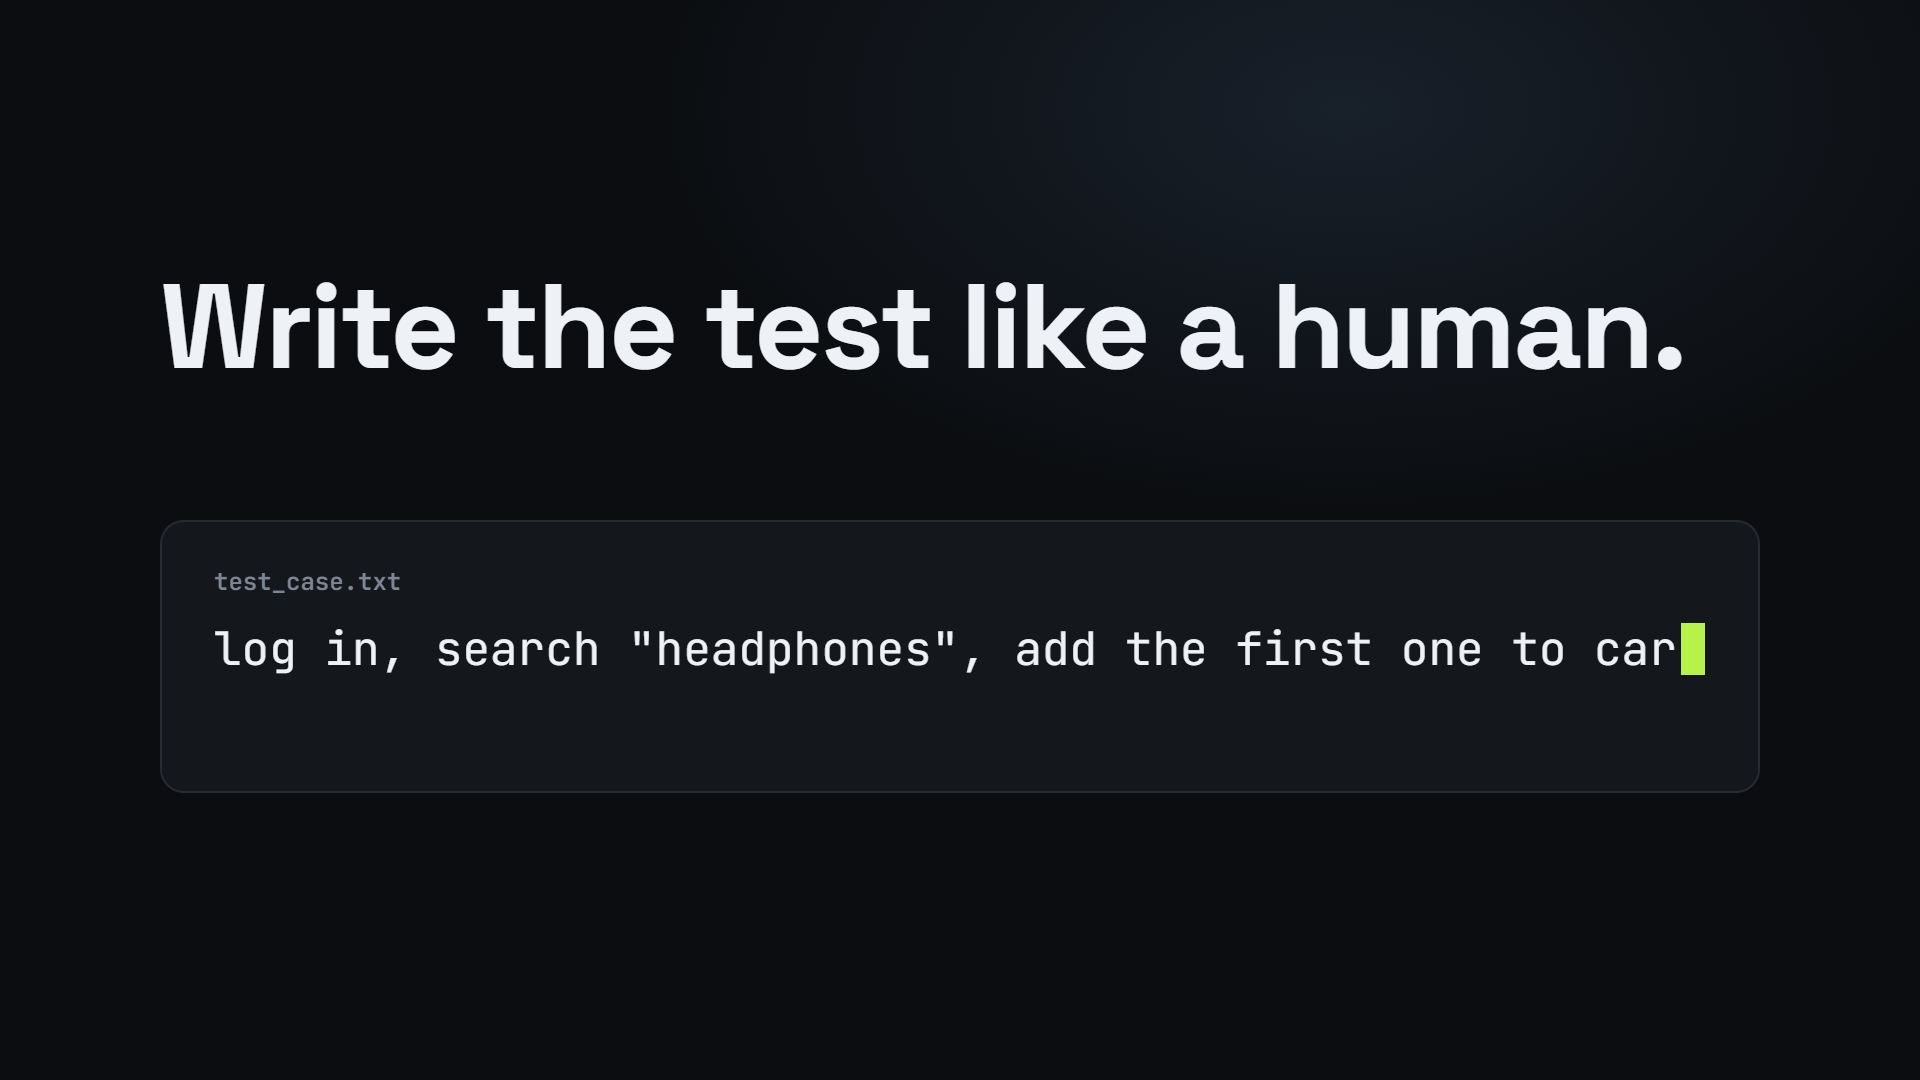 Write the test like a human.
test_case.txt
log in, search "headphones", add the first one to car